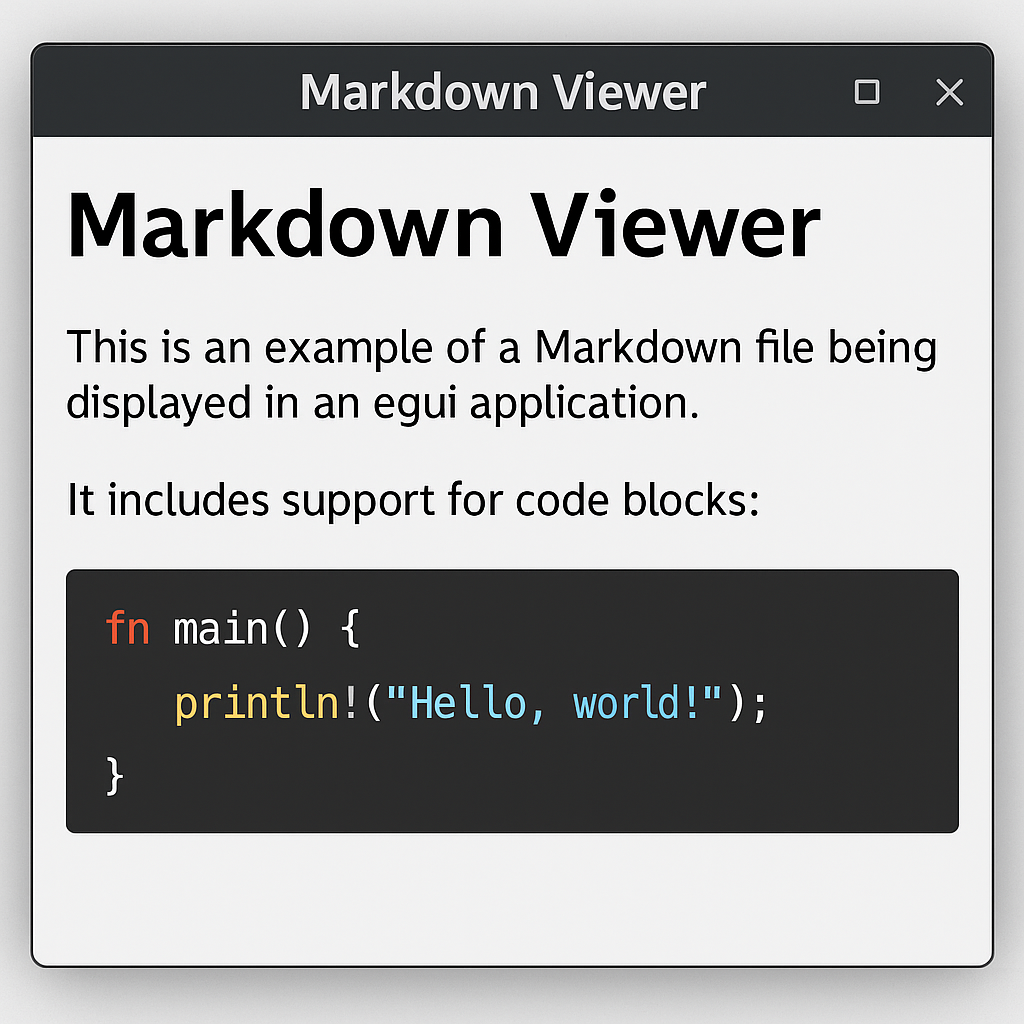 Markdown Viewer
Markdown Viewer
This is an example of a Markdown file being
displayed in an egui application.
It includes support for code blocks:
fn main() {
    println!("Hello, world!");
}